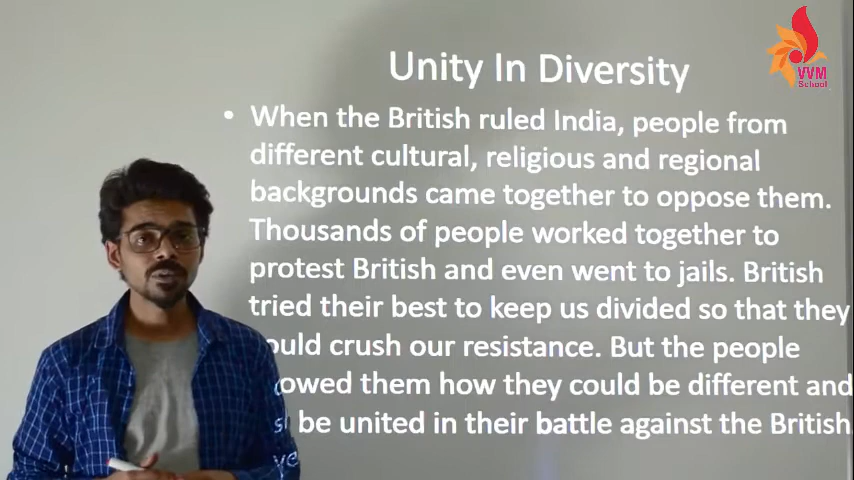 VVM
School
Unity In Diversity
• When the British ruled India, people from
different cultural, religious and regional
backgrounds came together to oppose them.
Thousands of people worked together to
protest British and even went to jails. British
tried their best to keep us divided so that they
ould crush our resistance. But the people
owed them how they could be different and
be united in their battle against the British